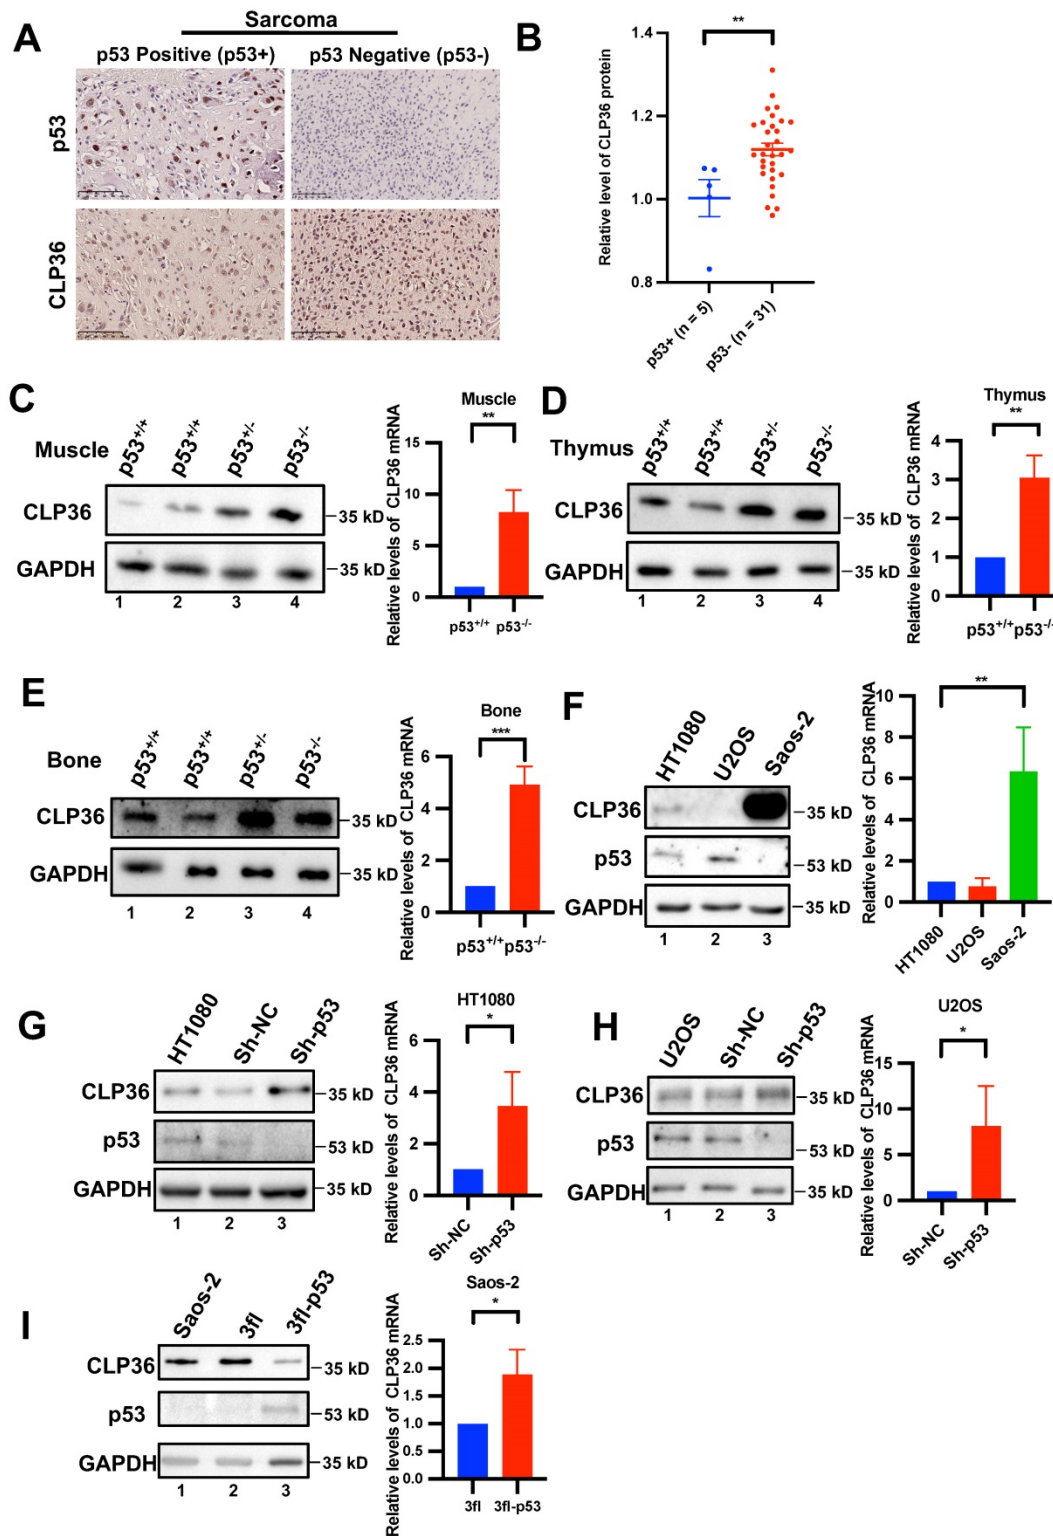 A
Sarcoma
p53 Positive (p53+)
p53 Negative (p53-)
p53
CLP36
B
**
Relative level of CLP36 protein
1.4
1.2
1.0
0.8
p53+ (n = 5)
p53- (n = 31)
C
Muscle
p53+/+
p53+/+
p53+/-
p53-/-
CLP36
35 kD
GAPDH
35 kD
1 2 3 4
Muscle
**
Relative levels of CLP36 mRNA
15
10
5
0
p53+/+ p53-/-
D
Thymus
p53+/+
p53+/+
p53+/-
p53-/-
CLP36
35 kD
GAPDH
35 kD
1 2 3 4
Thymus
**
Relative levels of CLP36 mRNA
4
3
2
1
0
p53+/+ p53-/-
E
Bone
p53+/+
p53+/+
p53+/-
p53-/-
CLP36
35 kD
GAPDH
35 kD
1 2 3 4
Bone
***
Relative levels of CLP36 mRNA
6
4
2
0
p53+/+ p53-/-
F
HT1080
U2OS
Saos-2
CLP36
35 kD
p53
53 kD
GAPDH
35 kD
1 2 3
**
Relative levels of CLP36 mRNA
10
8
6
4
2
0
HT1080
U2OS
Saos-2
G
HT1080
Sh-NC
Sh-p53
CLP36
35 kD
p53
53 kD
GAPDH
35 kD
1 2 3
HT1080
*
Relative levels of CLP36 mRNA
6
4
2
0
Sh-NC
Sh-p53
H
U2OS
Sh-NC
Sh-p53
CLP36
35 kD
p53
53 kD
GAPDH
35 kD
1 2 3
U2OS
*
Relative levels of CLP36 mRNA
15
10
5
0
Sh-NC
Sh-p53
I
Saos-2
3fl
3fl-p53
CLP36
35 kD
p53
53 kD
GAPDH
35 kD
1 2 3
Saos-2
*
Relative levels of CLP36 mRNA
2.5
2.0
1.5
1.0
0.5
0.0
3fl
3fl-p53